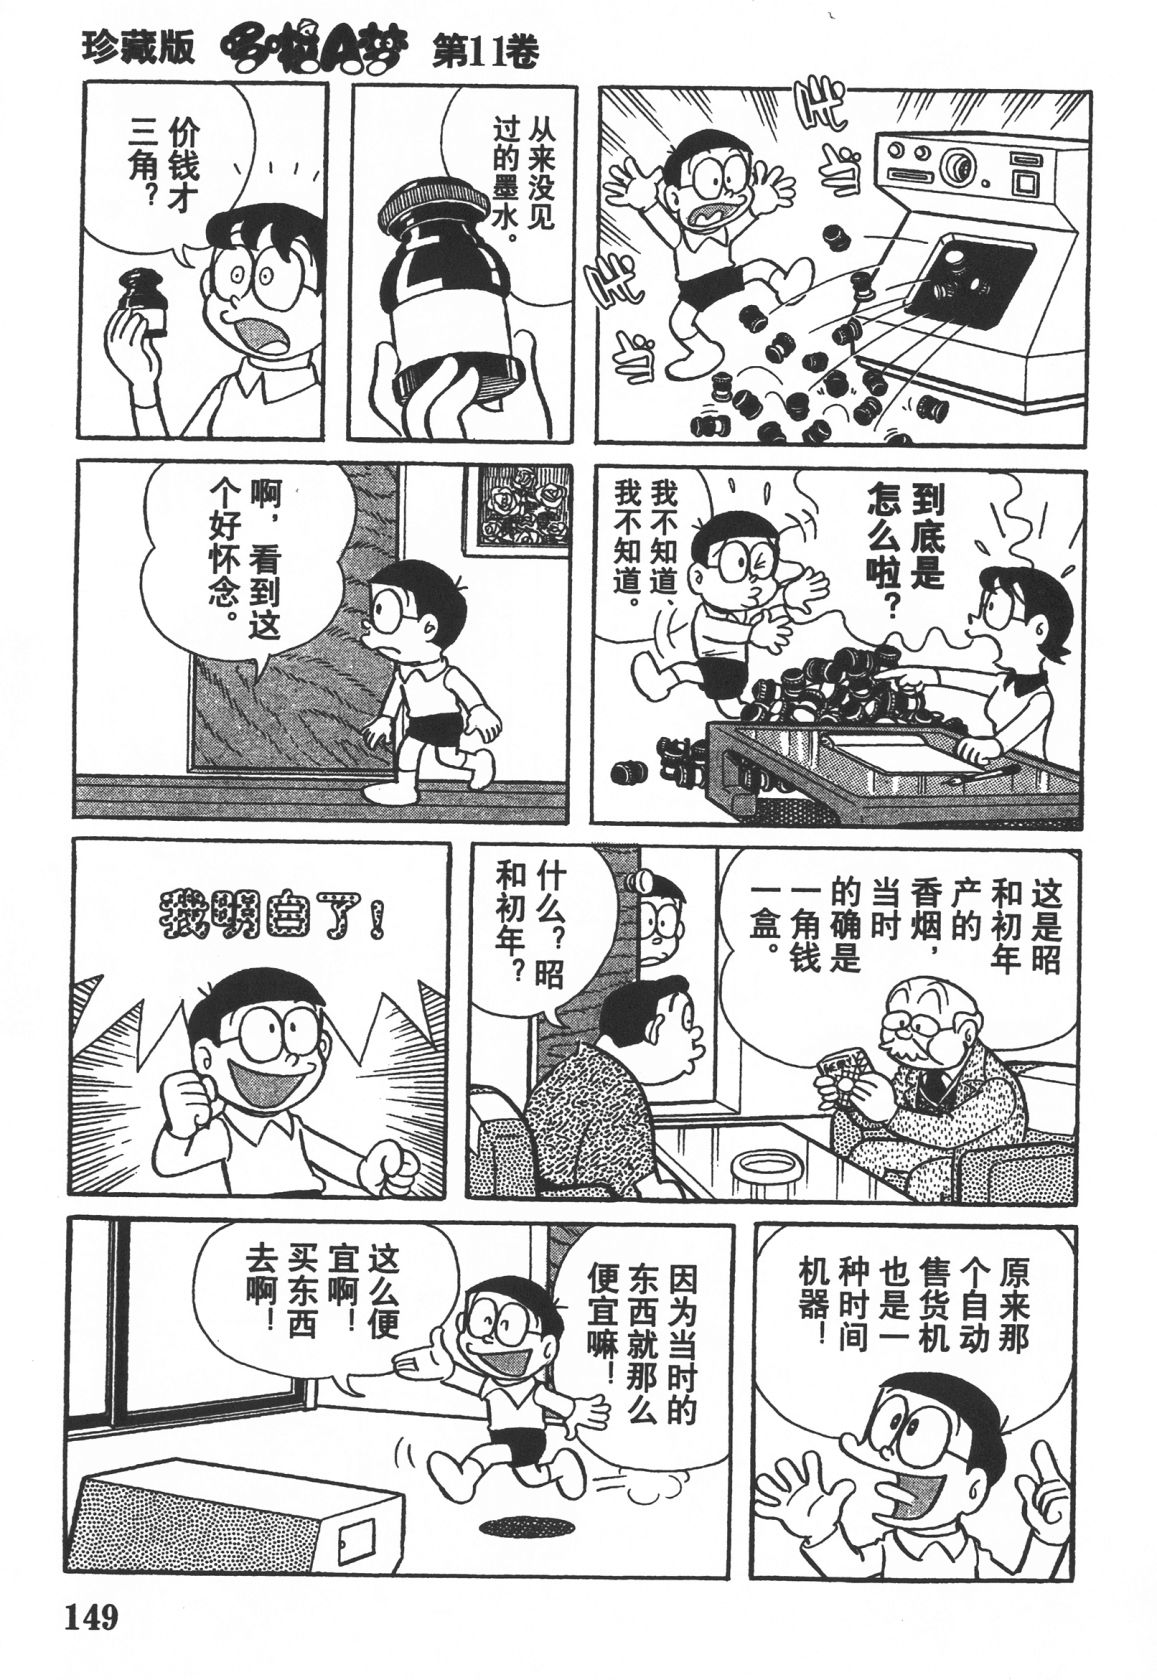 珍藏版 哆啦A梦 第11卷
咚
咚
咚
咚
从来没见
过的墨水。
价钱才
三角？
到底是
怎么啦？
我不知道、
我不知道。
啊，看到这
个好怀念。
这是昭
和初年
产的
香烟，
当时
的确是
一角钱
一盒。
什么？昭
和初年？
我明白了！
原来那
个自动
售货机
也是一
种时间
机器！
因为当时的
东西就那么
便宜嘛！
这么便
宜啊！
买东西
去啊！
149